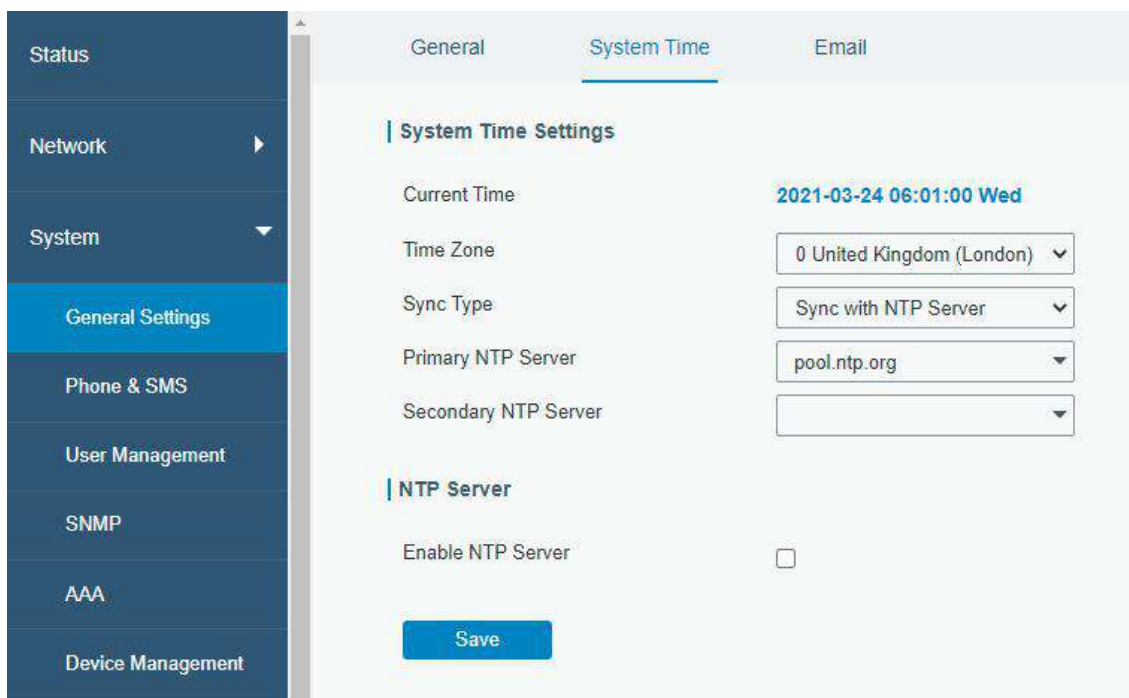 Status
Network
System
General Settings
Phone & SMS
User Management
SNMP
AAA
Device Management
General System Time Email
System Time Settings
Current Time 2021-03-24 06:01:00 Wed
Time Zone 0 United Kingdom (London)
Sync Type Sync with NTP Server
Primary NTP Server pool.ntp.org
Secondary NTP Server
NTP Server
Enable NTP Server
Save